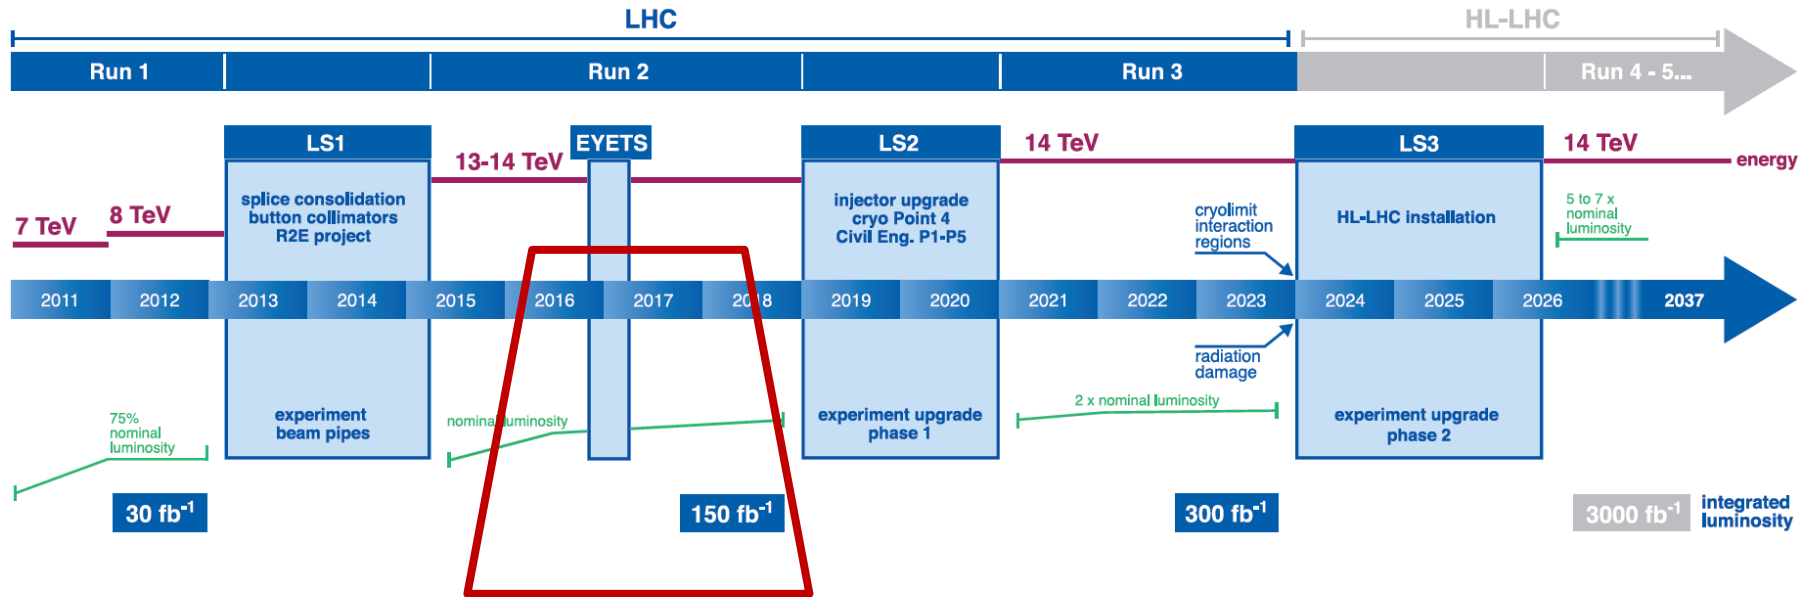 LHC
HL-LHC
Run 1
Run 2
Run 3
Run 4 - 5...
LS1
EYETS
LS2
LS3
7 TeV
8 TeV
13-14 TeV
14 TeV
14 TeV
energy
splice consolidation
button collimators
R2E project
injector upgrade
cryo Point 4
Civil Eng. P1-P5
cryolimit
interaction
regions
HL-LHC installation
5 to 7 x
nominal
luminosity
2011
2012
2013
2014
2015
2016
2017
2018
2019
2020
2021
2022
2023
2024
2025
2026
2037
radiation
damage
75%
nominal
luminosity
experiment
beam pipes
nominal luminosity
experiment upgrade
phase 1
2 x nominal luminosity
experiment upgrade
phase 2
30 fb⁻¹
150 fb⁻¹
300 fb⁻¹
3000 fb⁻¹
integrated
luminosity